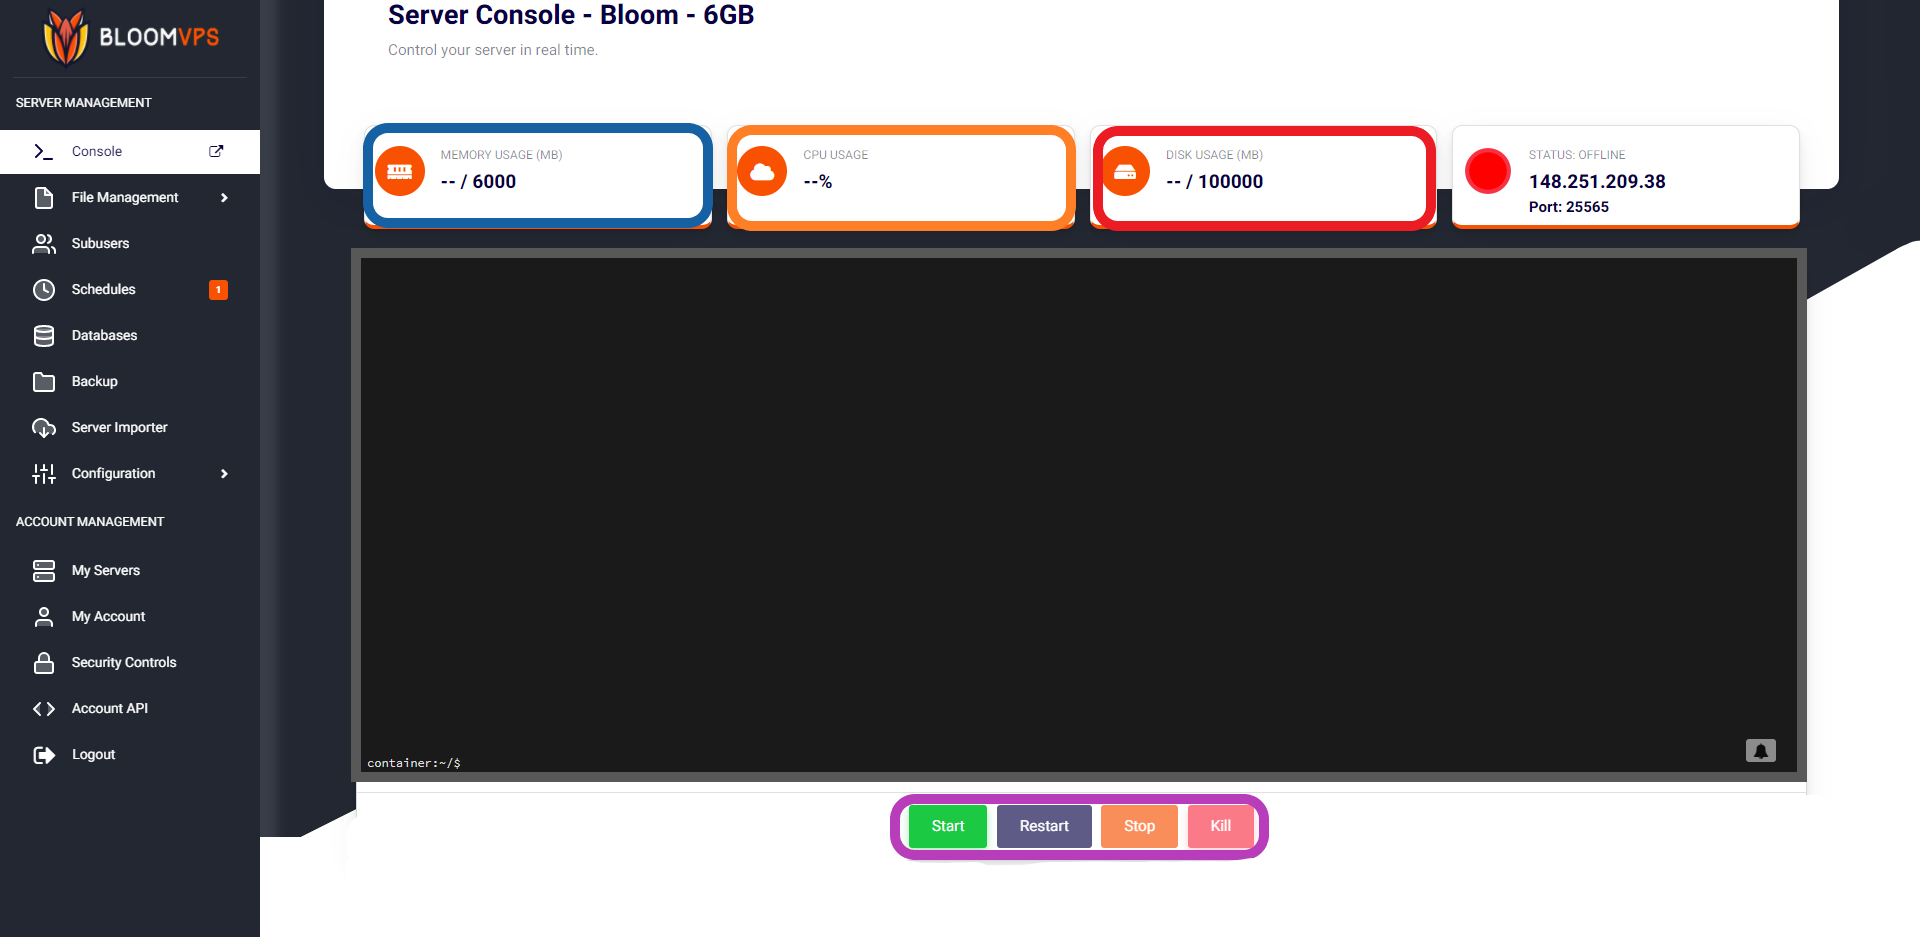 BLOOMVPS
SERVER MANAGEMENT
Console
File Management
Subusers
Schedules 1
Databases
Backup
Server Importer
Configuration
ACCOUNT MANAGEMENT
My Servers
My Account
Security Controls
Account API
Logout
Server Console - Bloom - 6GB
Control your server in real time.
MEMORY USAGE (MB)
-- / 6000
CPU USAGE
--%
DISK USAGE (MB)
-- / 100000
STATUS: OFFLINE
148.251.209.38
Port: 25565
container:~/$
Start Restart Stop Kill